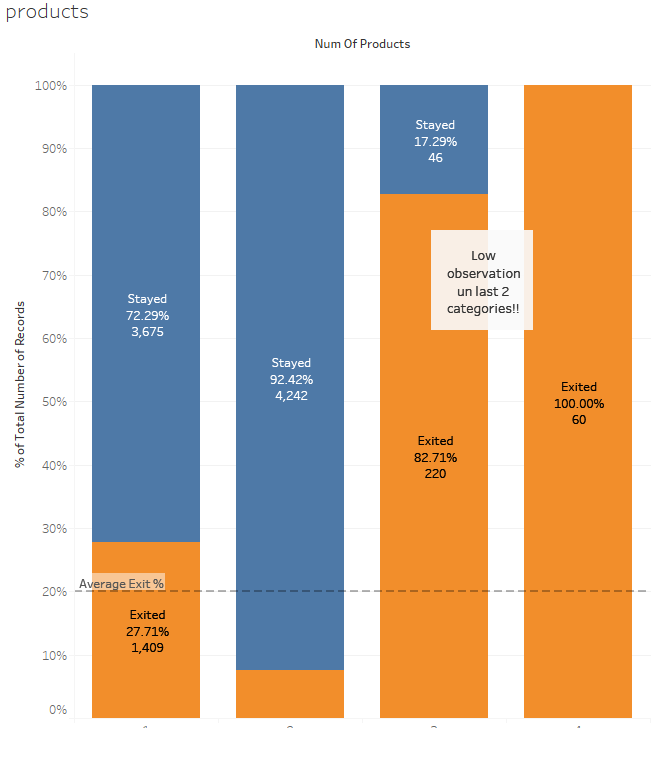 products
Num Of Products
% of Total Number of Records
100%
90%
80%
70%
60%
50%
40%
30%
20%
10%
0%
Stayed
72.29%
3,675
Average Exit %
Exited
27.71%
1,409
Stayed
92.42%
4,242
Stayed
17.29%
46
Exited
82.71%
220
Low
observation
un last 2
categories!!
Exited
100.00%
60